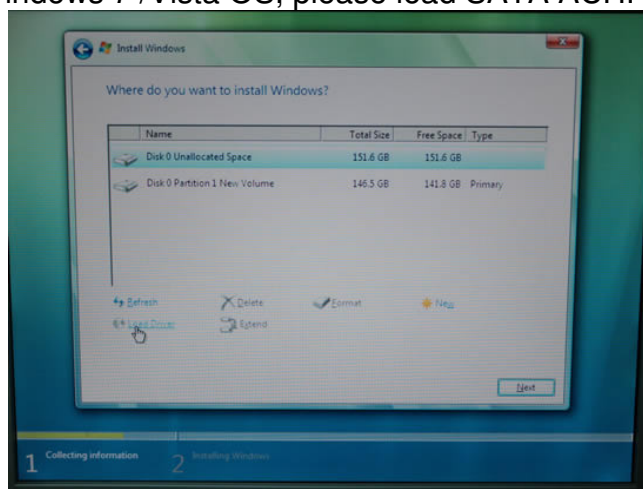 indows 7 /Vista OS, please load SATA ACHI
Install Windows
Where do you want to install Windows?
Name Total Size Free Space Type
Disk 0 Unallocated Space 151.6 GB 151.6 GB
Disk 0 Partition 1 New Volume 146.5 GB 141.8 GB Primary
Refresh Delete Format New
Load Driver Extend
Next
1 Collecting information 2 Installing Windows